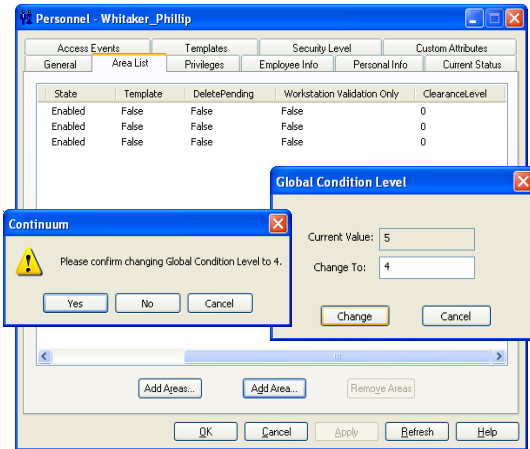 Personnel - Whitaker_Phillip
Access Events Templates Security Level Custom Attributes
General Area List Privileges Employee Info Personal Info Current Status
State Template DeletePending Workstation Validation Only ClearanceLevel
Enabled False False False 0
Enabled False False False 0
Enabled False False False 0
Global Condition Level
Current Value: 5
Change To: 4
Change Cancel
Continuum
Please confirm changing Global Condition Level to 4.
Yes No Cancel
Add Areas... Add Area... Remove Areas
OK Cancel Apply Refresh Help